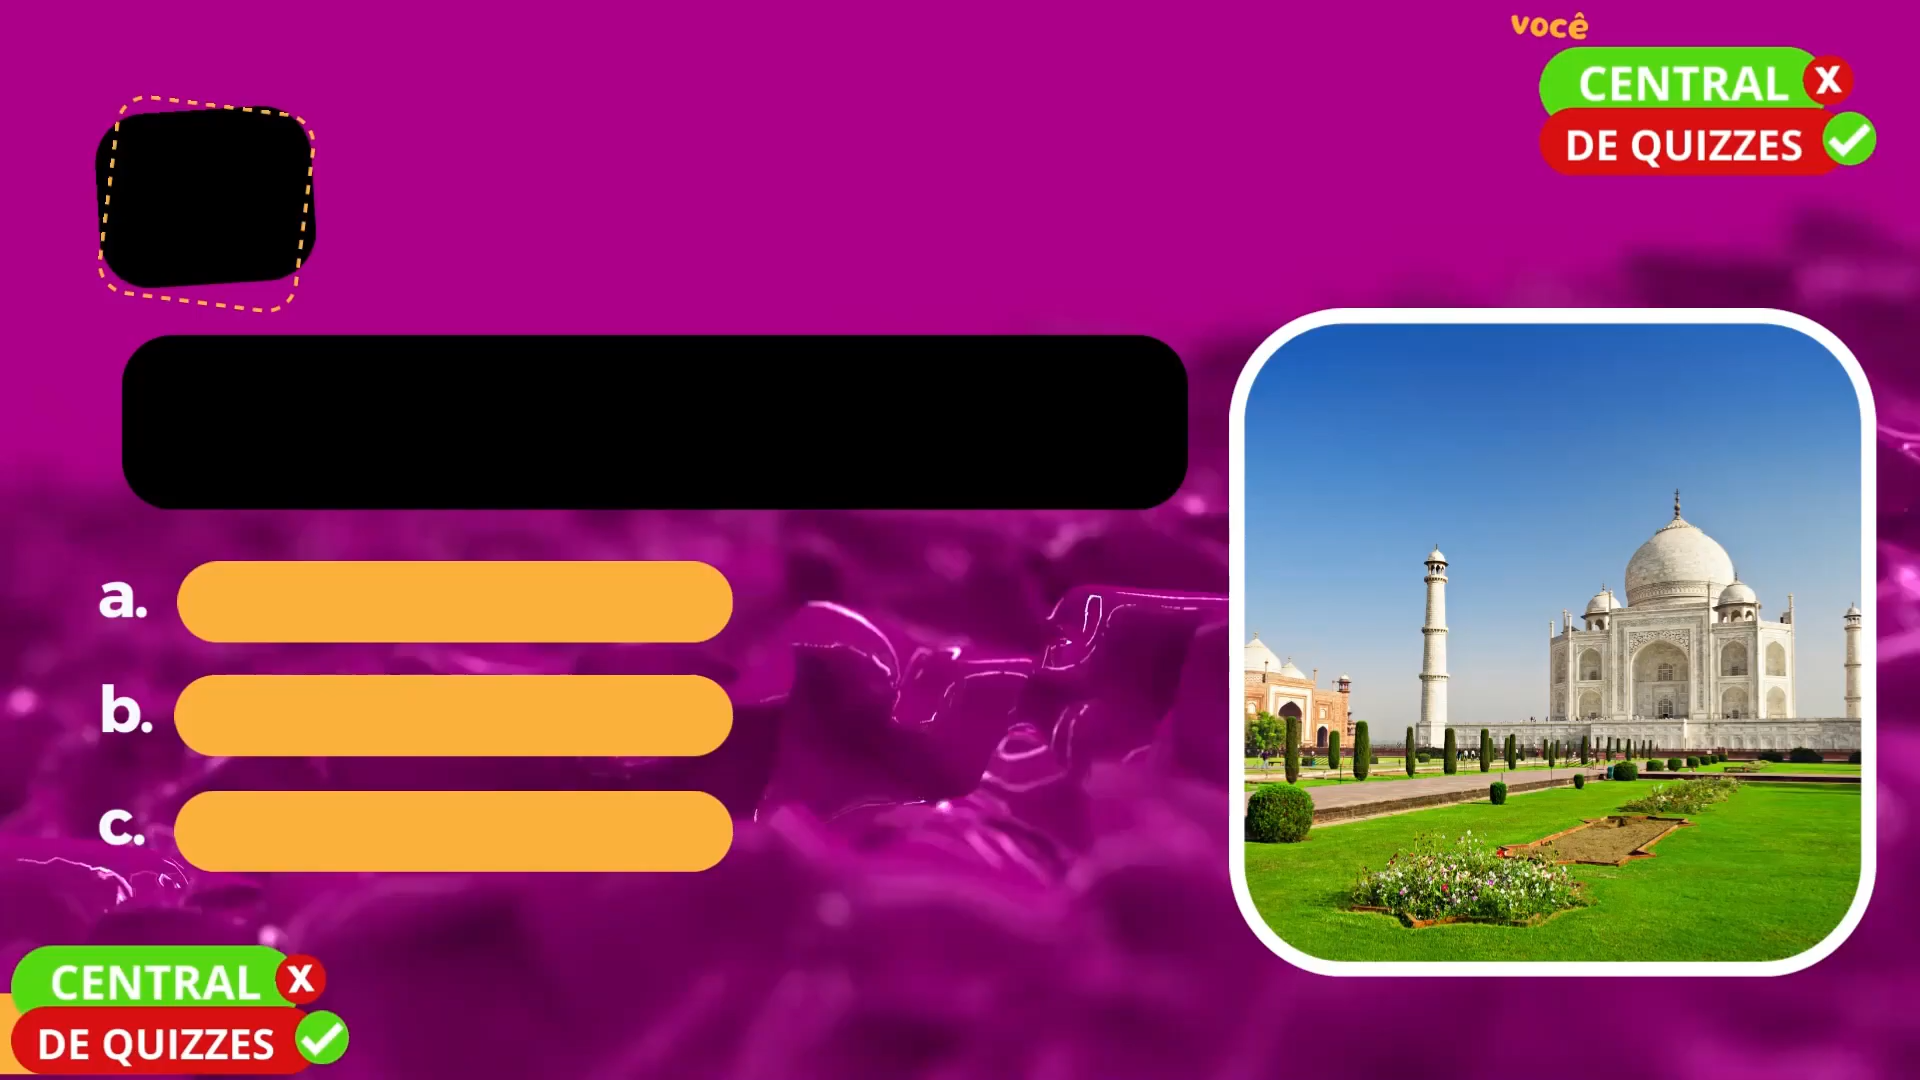 você
CENTRAL X
DE QUIZZES
a.
b.
c.
CENTRAL X
DE QUIZZES